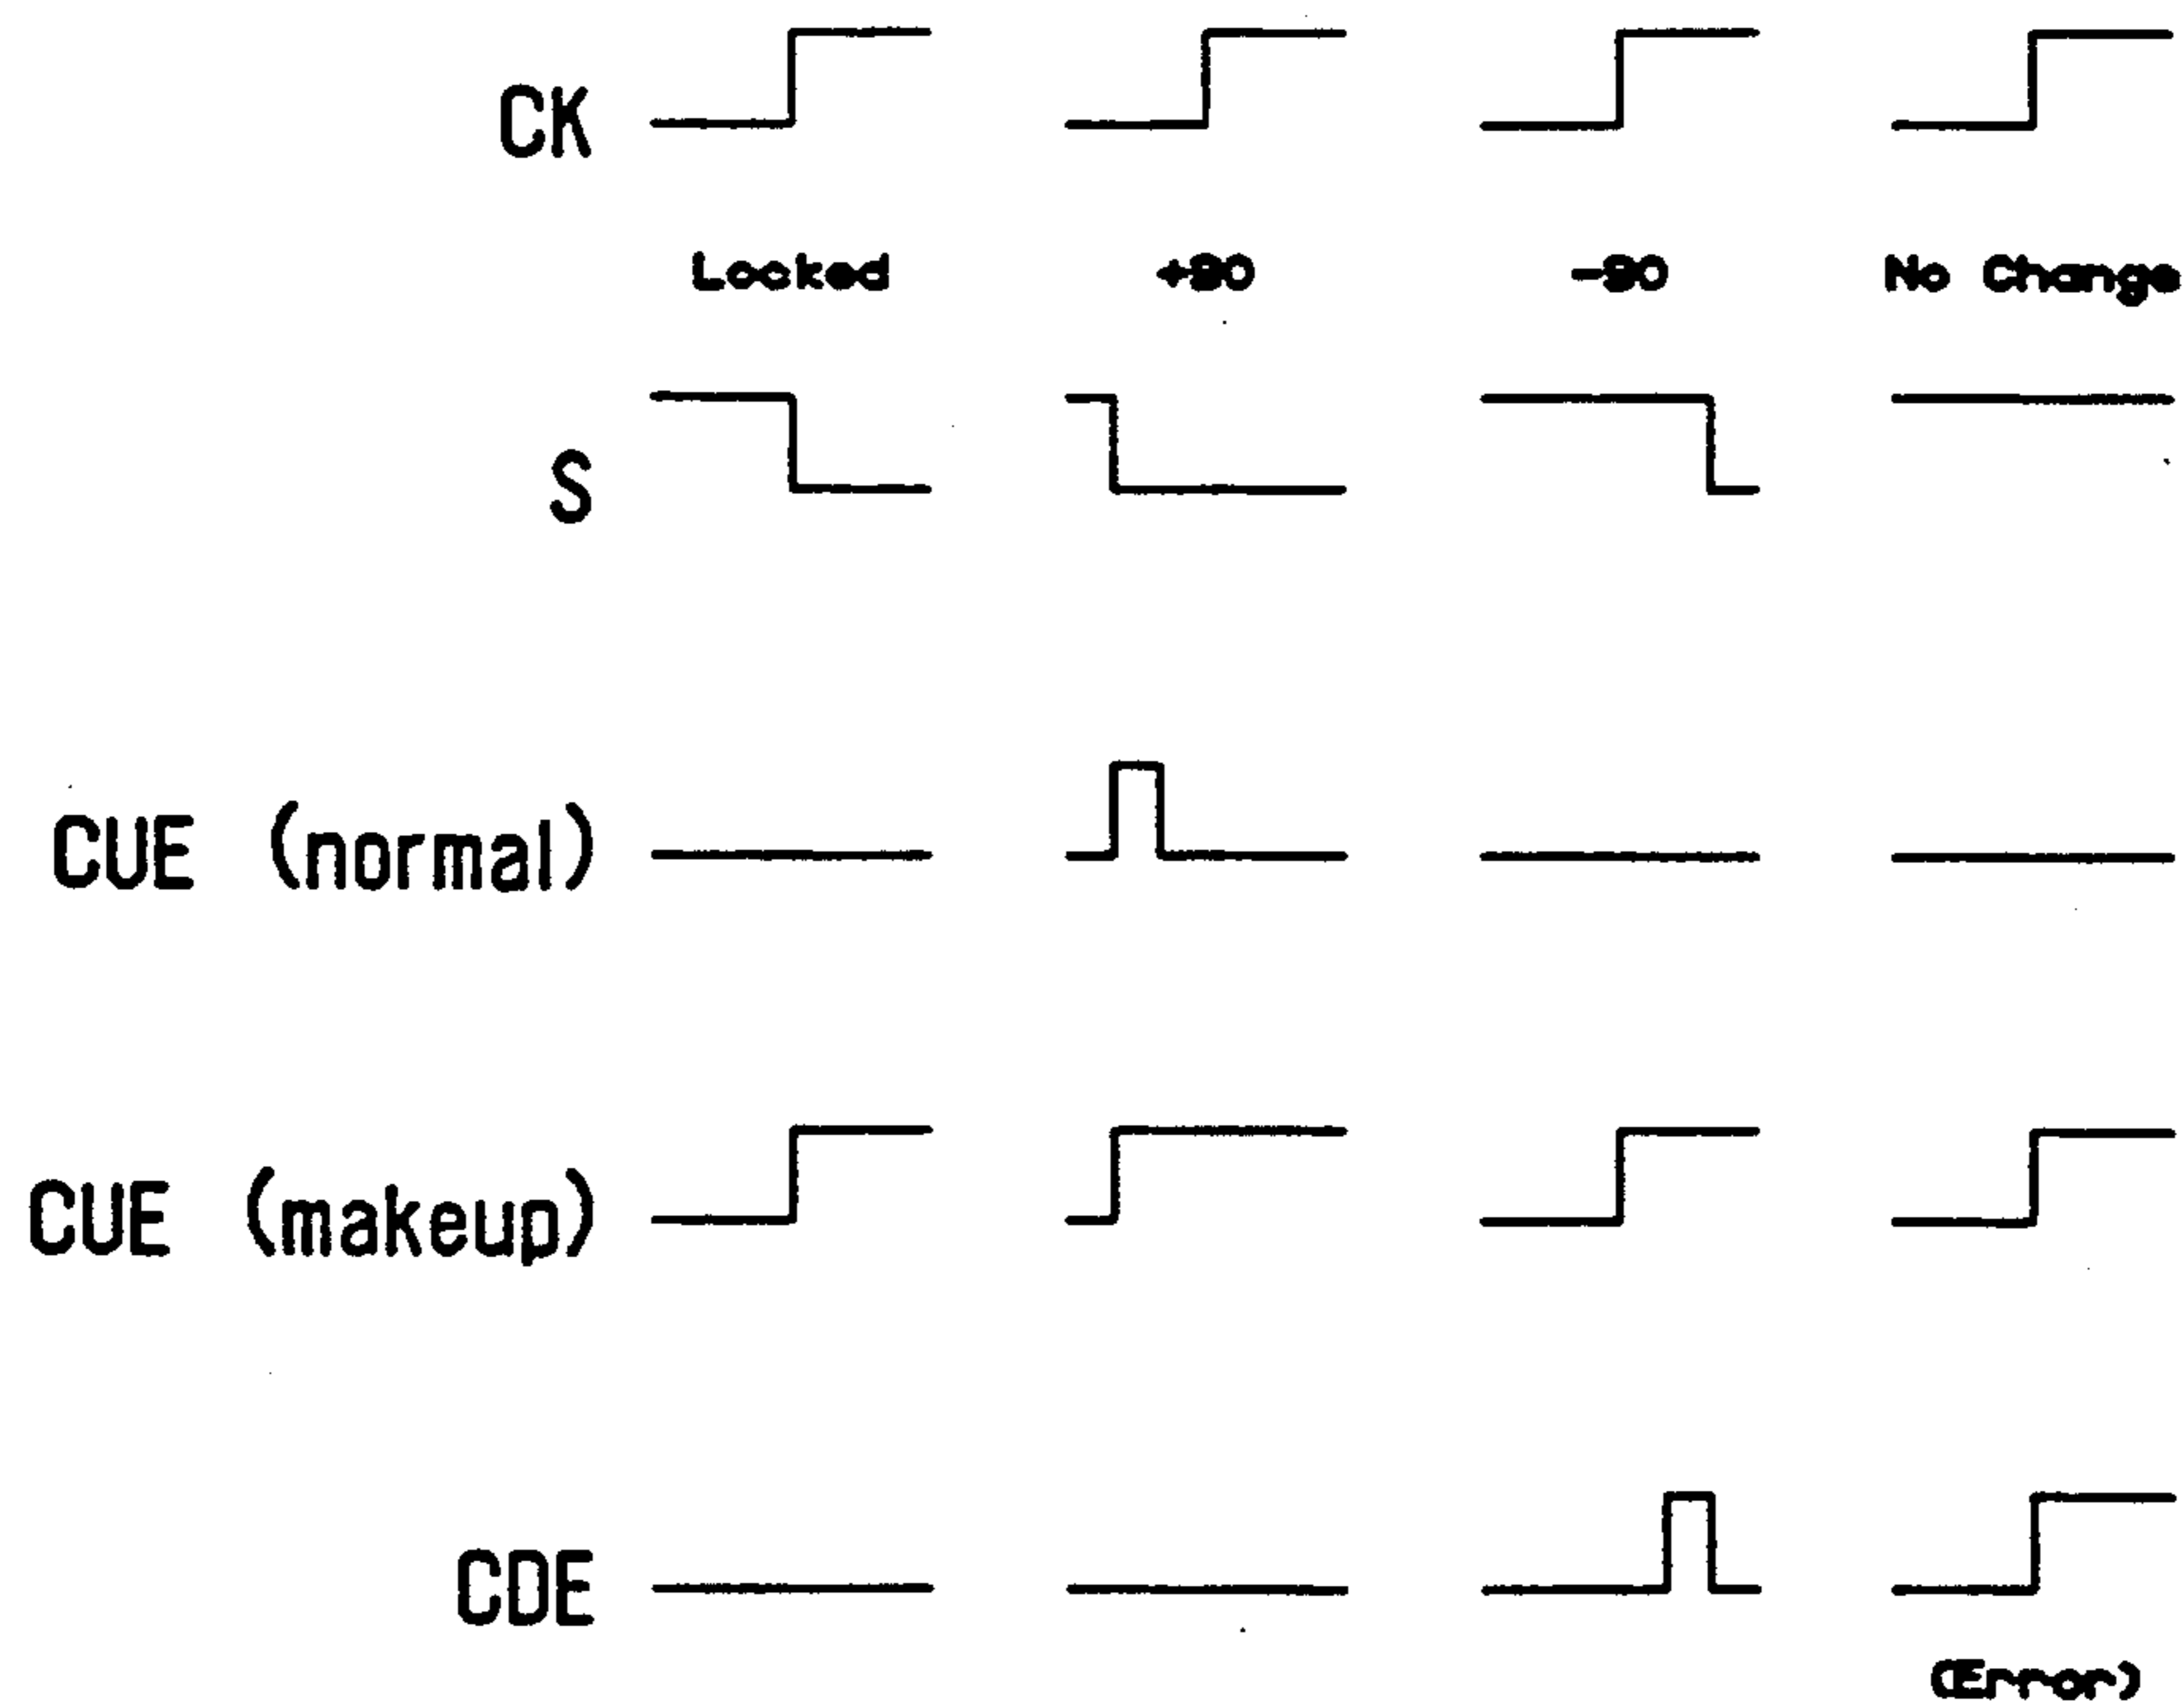 CK
Locked +90 -90 No Change
S
CUE (normal)
CUE (makeup)
CDE
(Error)